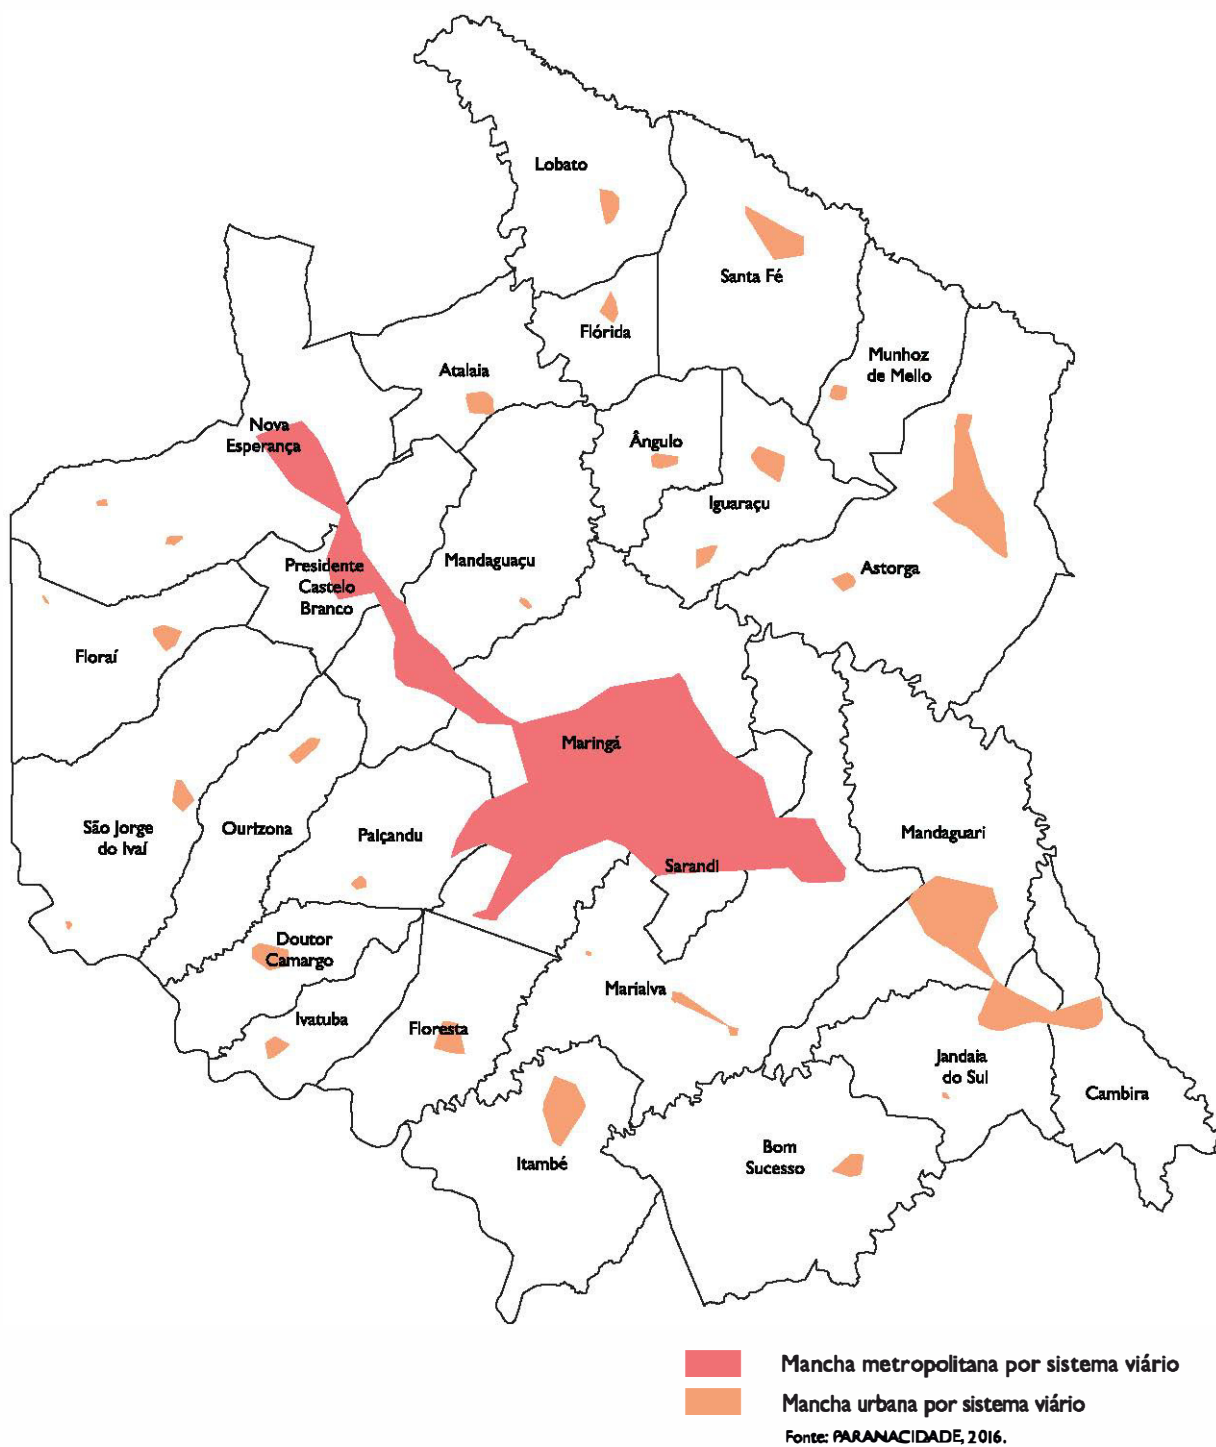 Lobato
Santa Fé
Flórida
Munhoz
de Mello
Atalaia
Nova
Esperança
Ângulo
Iguaraçu
Mandaguaçu
Presidente
Castelo
Branco
Astorga
Floraí
Maringá
São Jorge
do Ivaí
Ourizona
Paiçandu
Mandaguari
Sarandi
Doutor
Camargo
Marialva
Ivatuba
Floresta
Jandaia
do Sul
Cambira
Itambé
Bom
Sucesso
Mancha metropolitana por sistema viário
Mancha urbana por sistema viário
Fonte: PARANACIDADE, 2016.